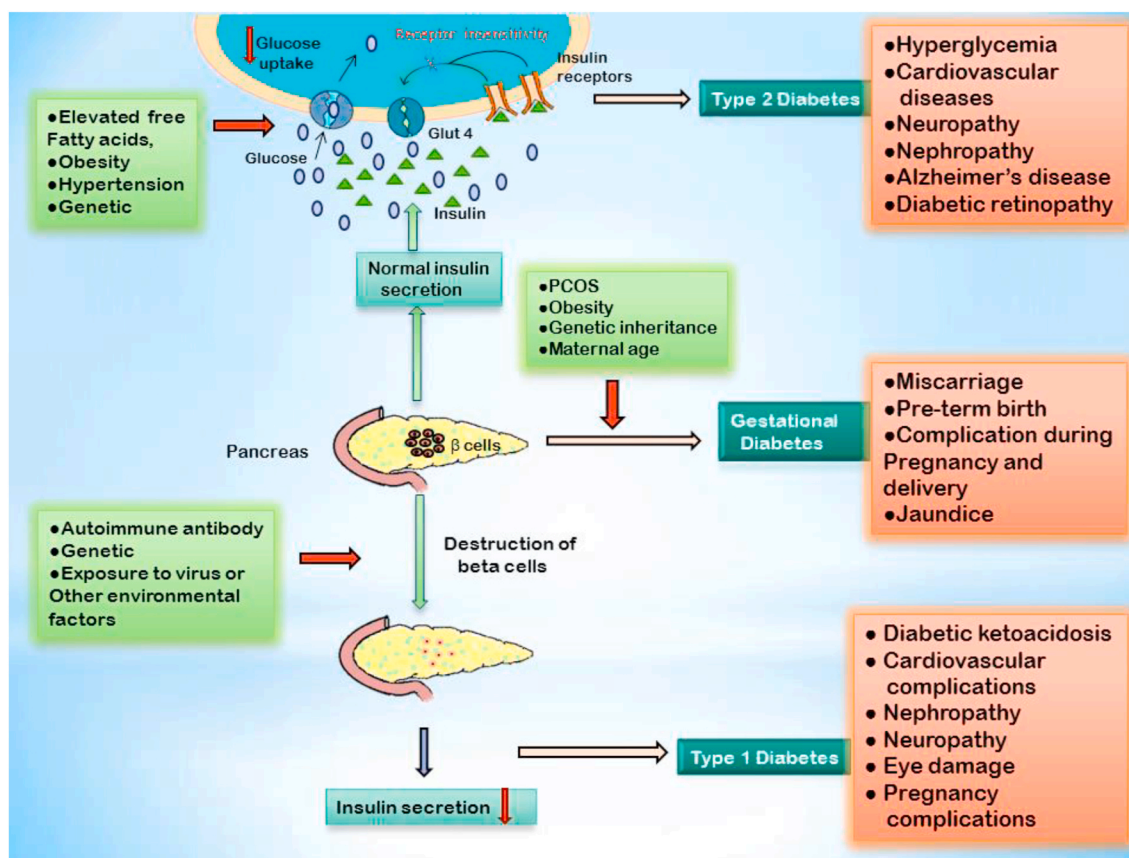 Receptor insensitivity
Glucose
uptake
Insulin
receptors
Glut 4
Glucose
Insulin
●Elevated free
Fatty acids,
●Obesity
●Hypertension
●Genetic
Type 2 Diabetes
●Hyperglycemia
●Cardiovascular
diseases
●Neuropathy
●Nephropathy
●Alzheimer's disease
●Diabetic retinopathy
Normal insulin
secretion
●PCOS
●Obesity
●Genetic inheritance
●Maternal age
Pancreas
β cells
Gestational
Diabetes
●Miscarriage
●Pre-term birth
●Complication during
Pregnancy and
delivery
●Jaundice
●Autoimmune antibody
●Genetic
●Exposure to virus or
Other environmental
factors
Destruction of
beta cells
Insulin secretion
Type 1 Diabetes
● Diabetic ketoacidosis
● Cardiovascular
complications
● Nephropathy
● Neuropathy
● Eye damage
● Pregnancy
complications